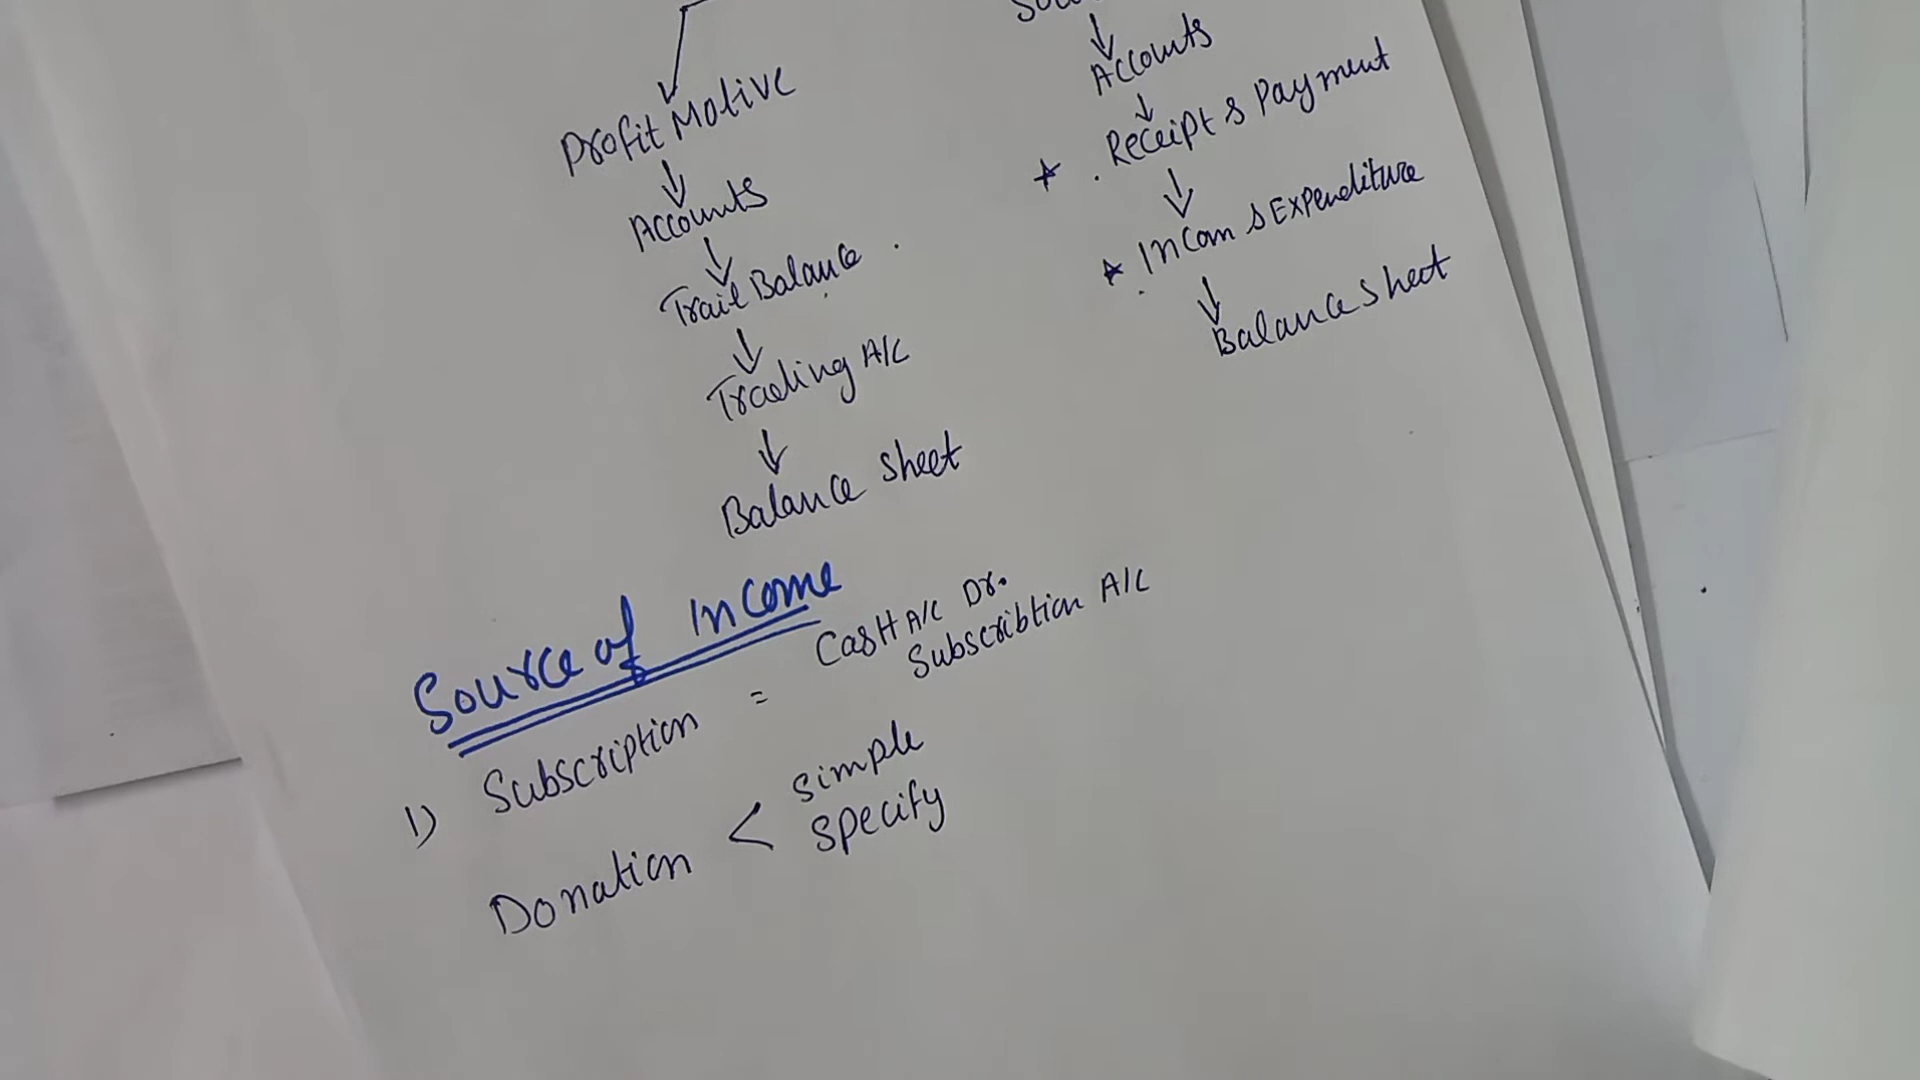 Profit Motive
↓
Accounts
↓
Trail Balance
↓
Trading A/C
↓
Balance Sheet
↓
Accounts
↓
* Receipt & Payment
↓
* Incom & Expenditure
↓
Balance sheet
Source of Income
1) Subscription = Cash A/C Dr.
Subscribtion A/C
Donation < simple
specify